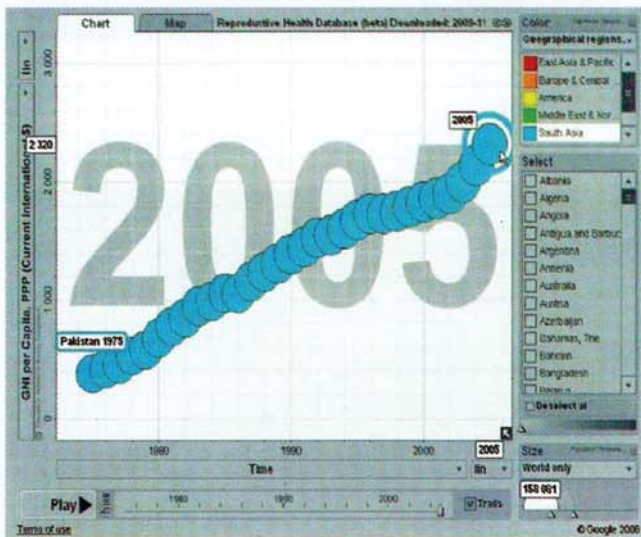 Chart
Map
Reproductive Health Database (beta) Downloaded: 2009-11
Color
Geographical regions..
East Asia & Pacific
Europe & Central
America
Middle East & Nor...
South Asia
Select
Albania
Algeria
Angola
Antigua and Barbuc
Argentina
Armenia
Australia
Austria
Azerbaijan
Bahamas, The
Bahrain
Bangladesh
Deselect al
Size
World only
158 081
lin
GNI per Capita, PPP (Current international $)
3 000
2 320
2 000
1 000
0
2005
2005
Pakistan 1975
1980
1990
2000
2005
Time
lin
Play
1980
1990
2000
Trails
Terms of use
© Google 2008